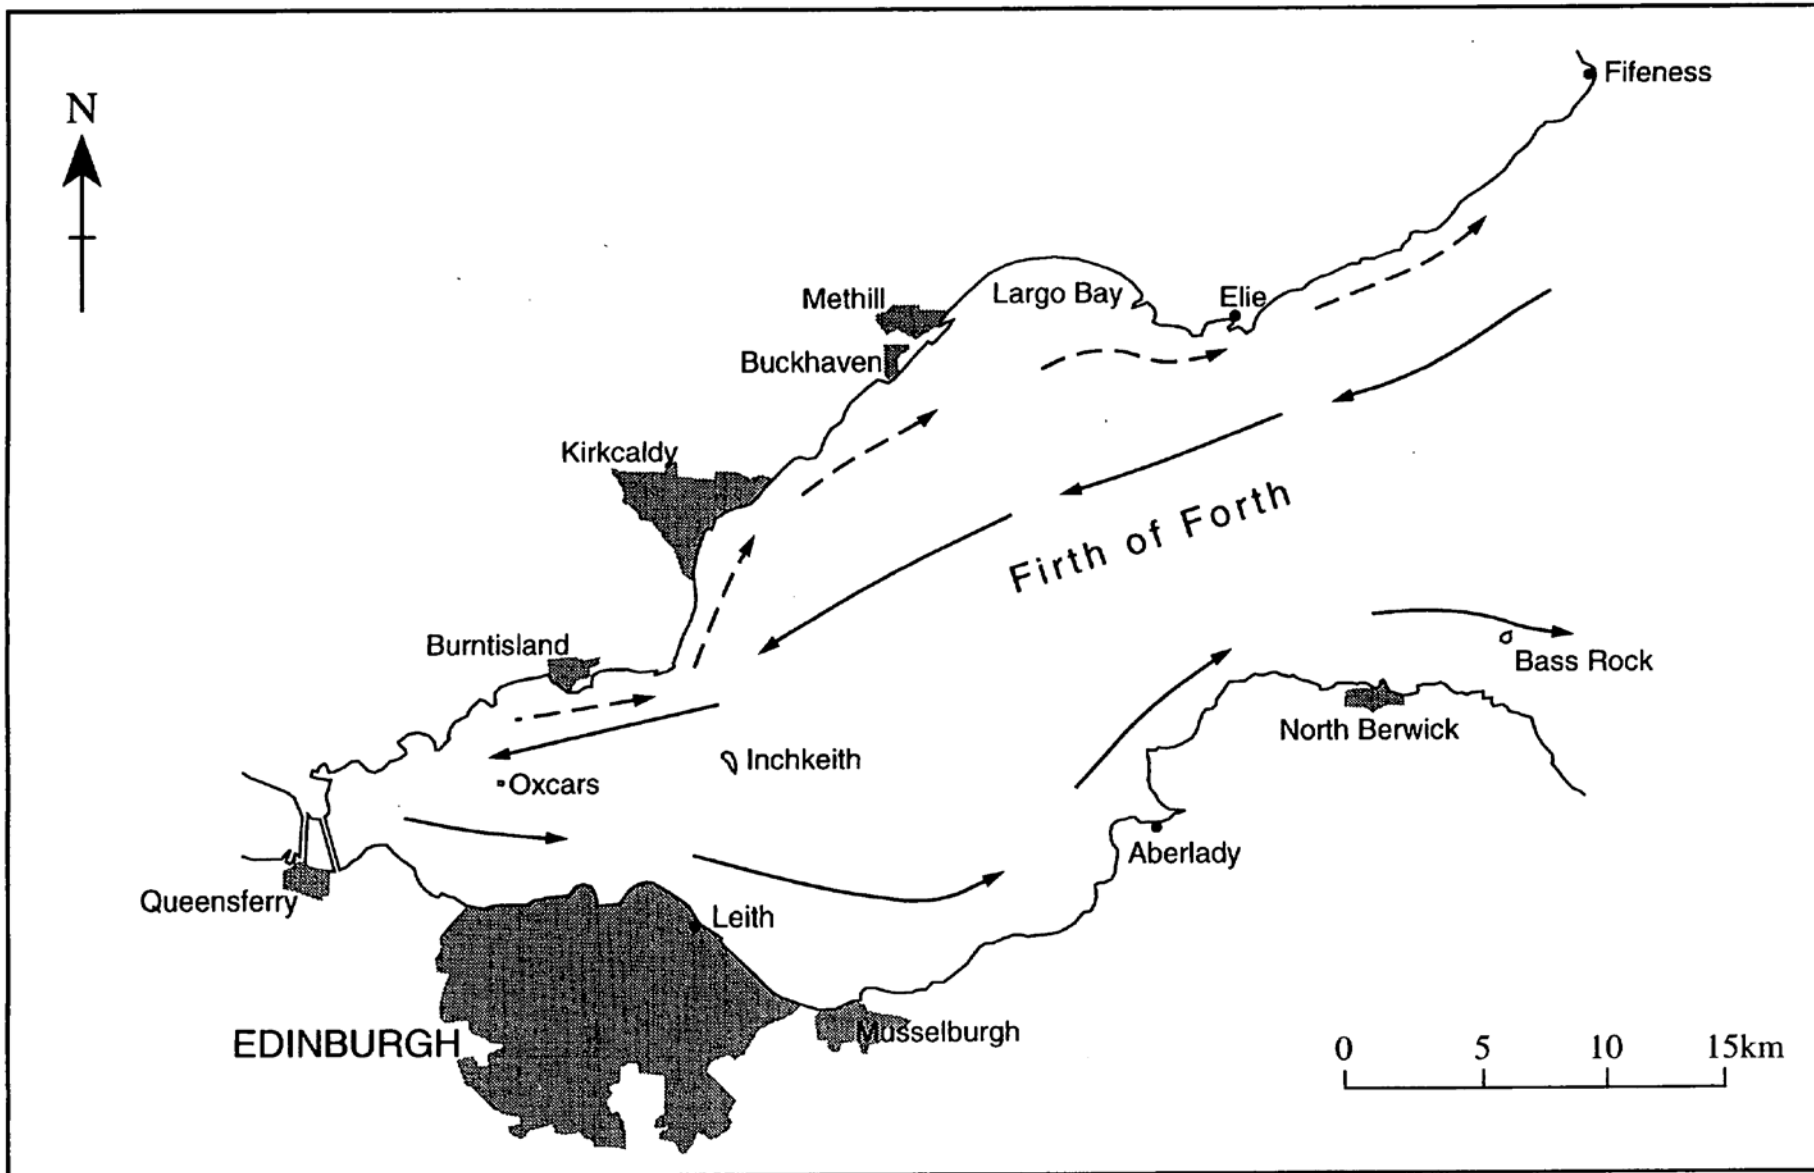 N
Fifeness
Methill
Largo Bay
Elie
Buckhaven
Kirkcaldy
Firth of Forth
Burntisland
Bass Rock
North Berwick
Inchkeith
Oxcars
Aberlady
Queensferry
Leith
EDINBURGH
Musselburgh
0 5 10 15km